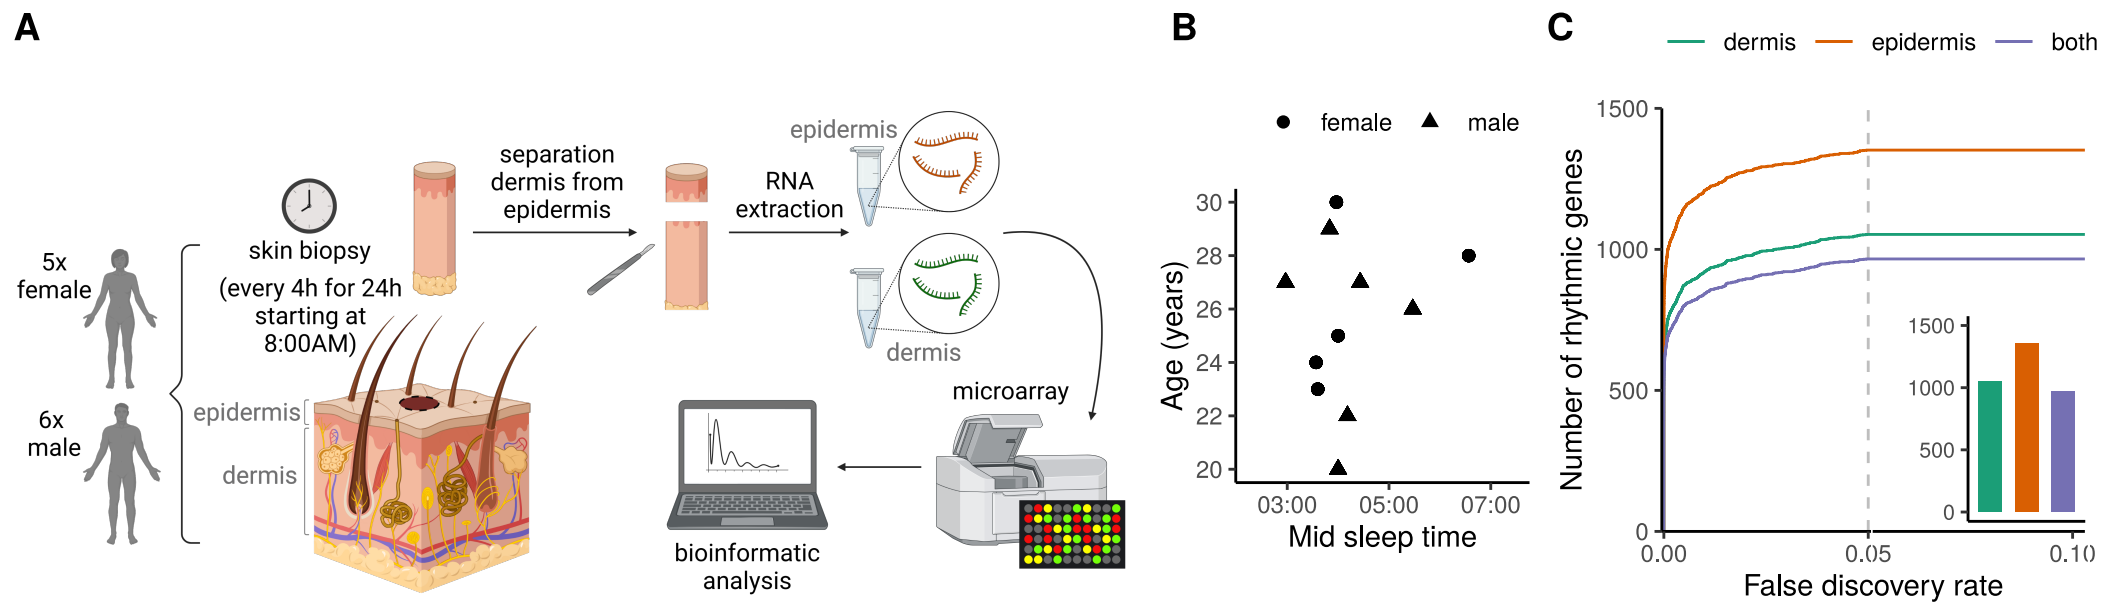 A
5x
female
6x
male
skin biopsy
(every 4h for 24h
starting at
8:00AM)
epidermis
dermis
separation
dermis from
epidermis
RNA
extraction
epidermis
dermis
microarray
bioinformatic
analysis
B
female male
Age (years)
30
28
26
24
22
20
03:00 05:00 07:00
Mid sleep time
C
dermis epidermis both
Number of rhythmic genes
1500
1000
500
0
0.00 0.05 0.10
False discovery rate
1500
1000
500
0